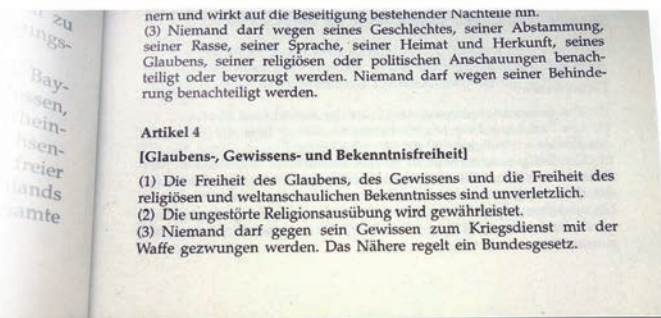 zu
ungs-
Bay-
ssen,
hein-
hsen-
freier
lands
samte
nern und wirkt auf die Beseitigung bestehender Nachteile hin.
(3) Niemand darf wegen seines Geschlechtes, seiner Abstammung,
seiner Rasse, seiner Sprache, seiner Heimat und Herkunft, seines
Glaubens, seiner religiösen oder politischen Anschauungen benach-
teiligt oder bevorzugt werden. Niemand darf wegen seiner Behinde-
rung benachteiligt werden.
Artikel 4
[Glaubens-, Gewissens- und Bekenntnisfreiheit]
(1) Die Freiheit des Glaubens, des Gewissens und die Freiheit des
religiösen und weltanschaulichen Bekenntnisses sind unverletzlich.
(2) Die ungestörte Religionsausübung wird gewährleistet.
(3) Niemand darf gegen sein Gewissen zum Kriegsdienst mit der
Waffe gezwungen werden. Das Nähere regelt ein Bundesgesetz.